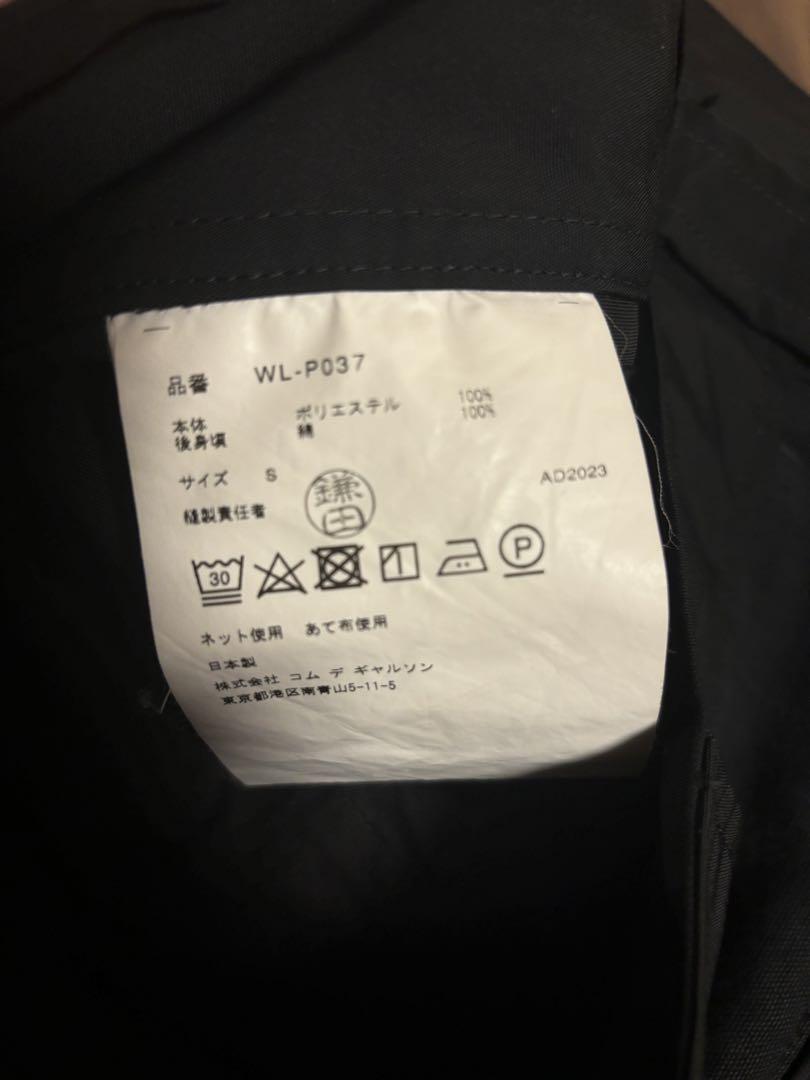 品番 WL-P037
本体 ポリエステル 100%
後身頃 綿 100%
サイズ S
AD2023
縫製責任者 鎌田
30
P
ネット使用 あて布使用
日本製
株式会社 コム デ ギャルソン
東京都港区南青山5-11-5